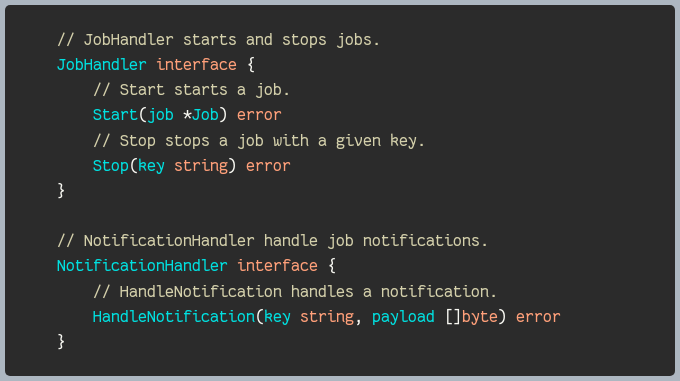 // JobHandler starts and stops jobs.
JobHandler interface {
// Start starts a job.
Start(job *Job) error
// Stop stops a job with a given key.
Stop(key string) error
}
// NotificationHandler handle job notifications.
NotificationHandler interface {
// HandleNotification handles a notification.
HandleNotification(key string, payload []byte) error
}